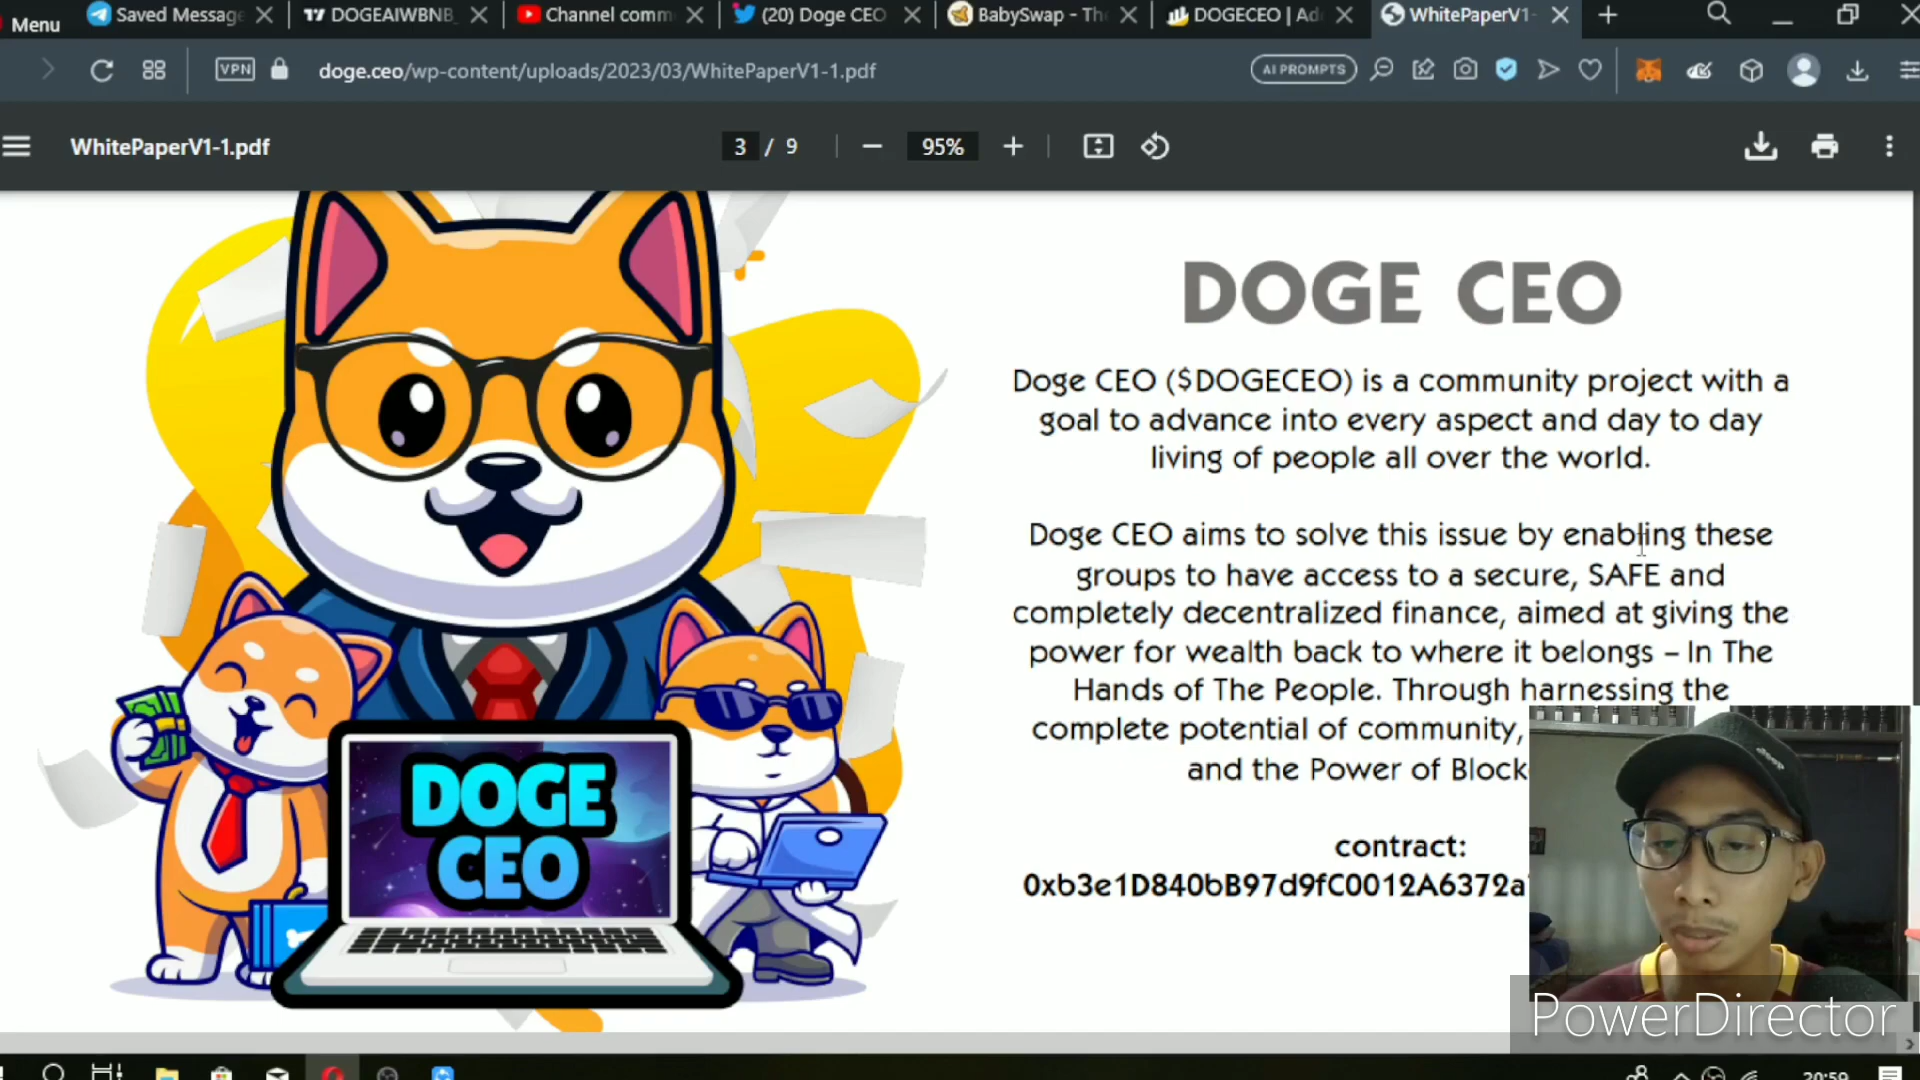 Menu
Saved Message
DOGEAIWBNB
Channel comm
(20) Doge CEO
BabySwap - Th
DOGECEO | Ad
WhitePaperV1-
VPN
doge.ceo/wp-content/uploads/2023/03/WhitePaperV1-1.pdf
AI PROMPTS
WhitePaperV1-1.pdf
3 / 9
95%
DOGE CEO
Doge CEO ($DOGECEO) is a community project with a
goal to advance into every aspect and day to day
living of people all over the world.
Doge CEO aims to solve this issue by enabling these
groups to have access to a secure, SAFE and
completely decentralized finance, aimed at giving the
power for wealth back to where it belongs – In The
Hands of The People. Through harnessing the
complete potential of community,
and the Power of Block
contract:
0xb3e1D840bB97d9fC0012A6372a
DOGE
CEO
PowerDirector
20:59